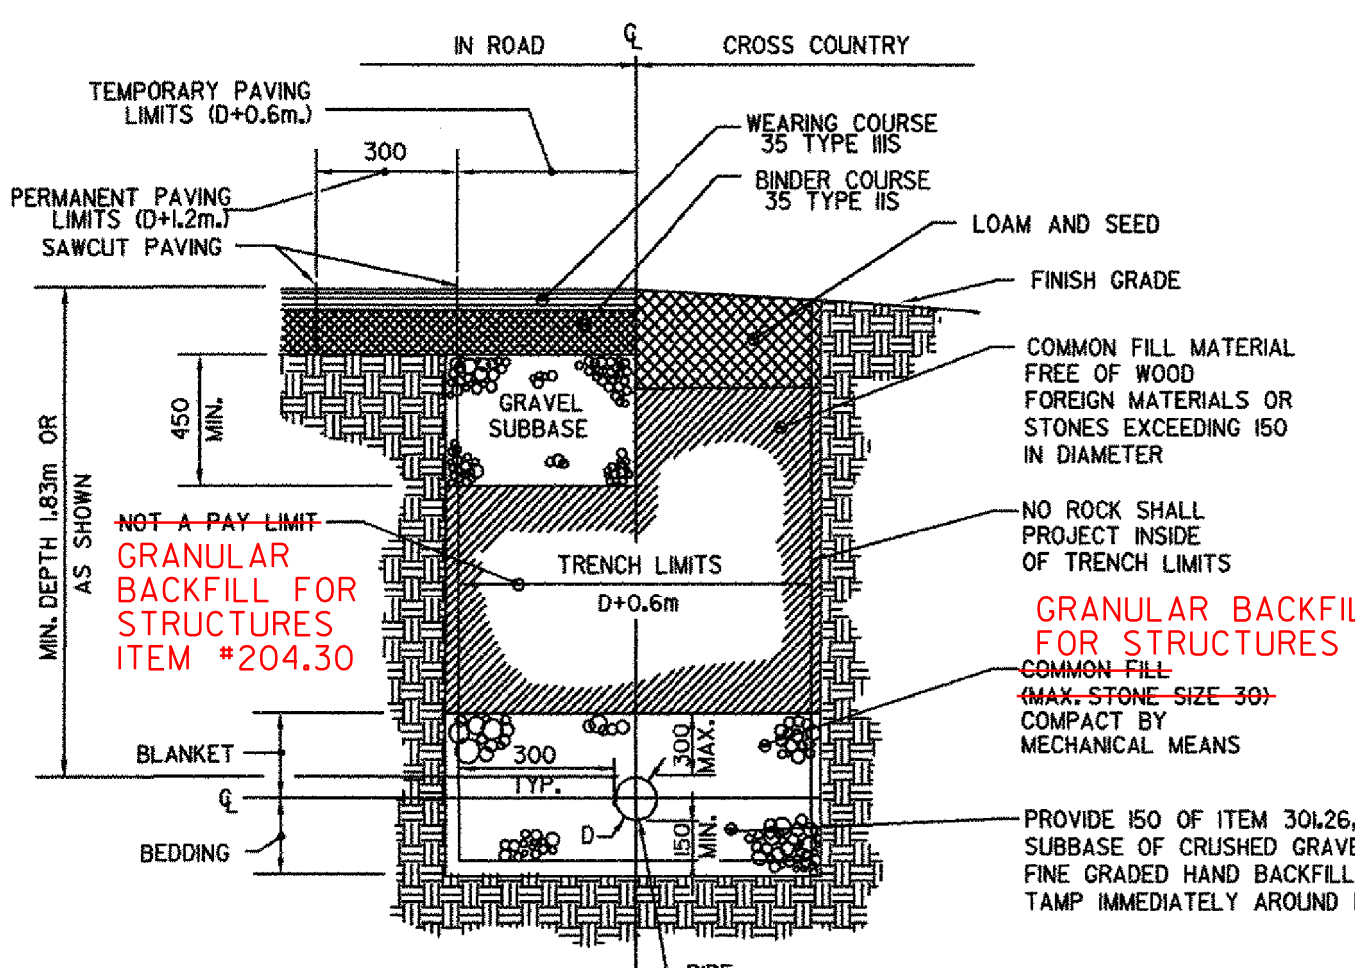 IN ROAD
CROSS COUNTRY
TEMPORARY PAVING
LIMITS (D+0.6m.)
WEARING COURSE
35 TYPE IIIS
300
BINDER COURSE
35 TYPE IIS
PERMANENT PAVING
LIMITS (D+1.2m.)
SAWCUT PAVING
LOAM AND SEED
FINISH GRADE
COMMON FILL MATERIAL
FREE OF WOOD
FOREIGN MATERIALS OR
STONES EXCEEDING 150
IN DIAMETER
GRAVEL
SUBBASE
450
MIN.
MIN. DEPTH 1.83m OR
AS SHOWN
NOT A PAY LIMIT
GRANULAR
BACKFILL FOR
STRUCTURES
ITEM #204.30
TRENCH LIMITS
D+0.6m
NO ROCK SHALL
PROJECT INSIDE
OF TRENCH LIMITS
GRANULAR BACKFIL
FOR STRUCTURES
COMMON FILL
(MAX. STONE SIZE 30)
COMPACT BY
MECHANICAL MEANS
BLANKET
300
TYP.
300
MAX.
℄
D
150
MIN.
BEDDING
PROVIDE 150 OF ITEM 301.26,
SUBBASE OF CRUSHED GRAVE
FINE GRADED HAND BACKFILL
TAMP IMMEDIATELY AROUND